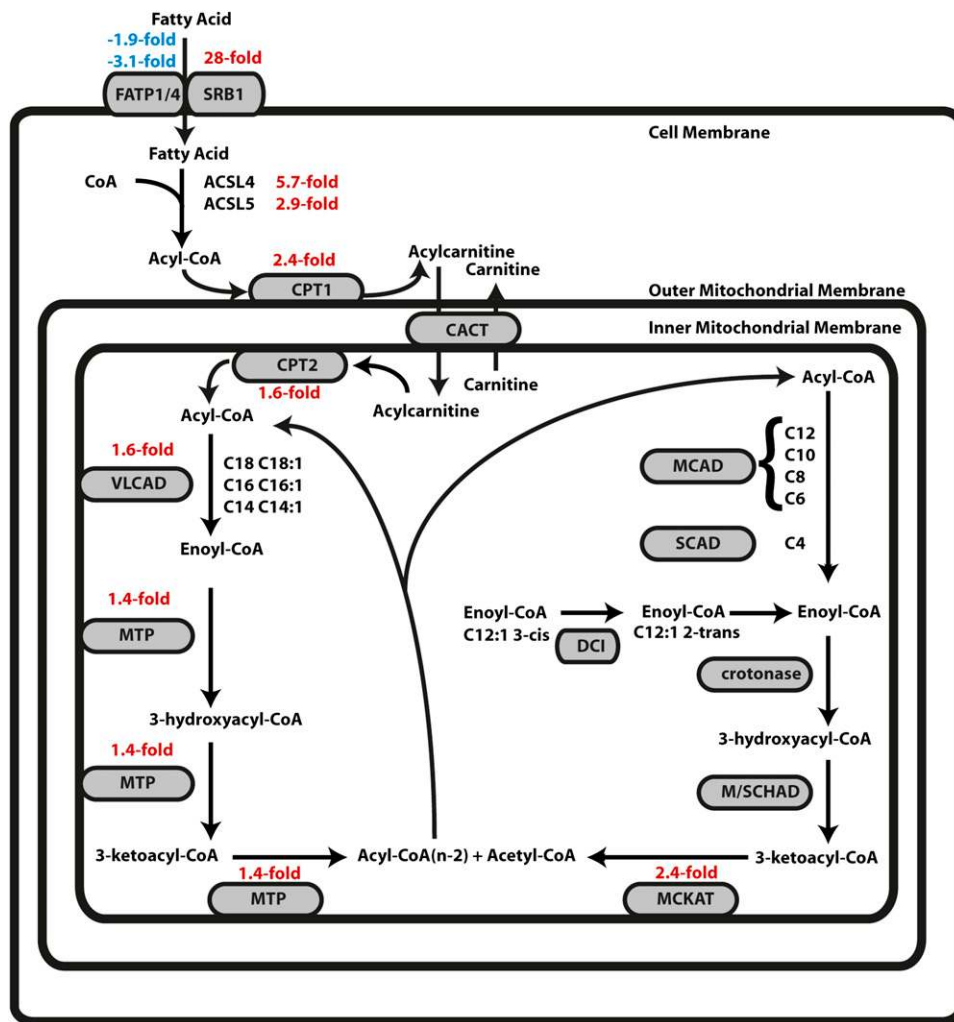 Fatty Acid
-1.9-fold
-3.1-fold
28-fold
FATP1/4
SRB1
Cell Membrane
Fatty Acid
CoA
ACSL4 5.7-fold
ACSL5 2.9-fold
Acyl-CoA
2.4-fold
CPT1
Acylcarnitine
Carnitine
Outer Mitochondrial Membrane
CACT
Inner Mitochondrial Membrane
CPT2
1.6-fold
Acylcarnitine
Carnitine
Acyl-CoA
1.6-fold
VLCAD
C18 C18:1
C16 C16:1
C14 C14:1
Enoyl-CoA
1.4-fold
MTP
3-hydroxyacyl-CoA
1.4-fold
MTP
3-ketoacyl-CoA
1.4-fold
MTP
Acyl-CoA(n-2) + Acetyl-CoA
Acyl-CoA
MCAD
C12
C10
C8
C6
SCAD
C4
Enoyl-CoA
C12:1 3-cis
DCI
Enoyl-CoA
C12:1 2-trans
Enoyl-CoA
crotonase
3-hydroxyacyl-CoA
M/SCHAD
3-ketoacyl-CoA
2.4-fold
MCKAT